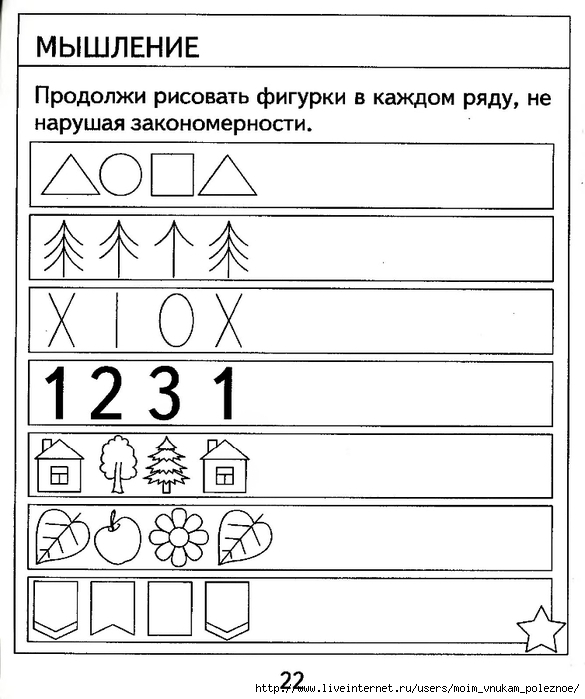 МЫШЛЕНИЕ
Продолжи рисовать фигурки в каждом ряду, не
нарушая закономерности.
X I O X
1 2 3 1
22
http://www.liveinternet.ru/users/moim_vnukam_poleznoe/